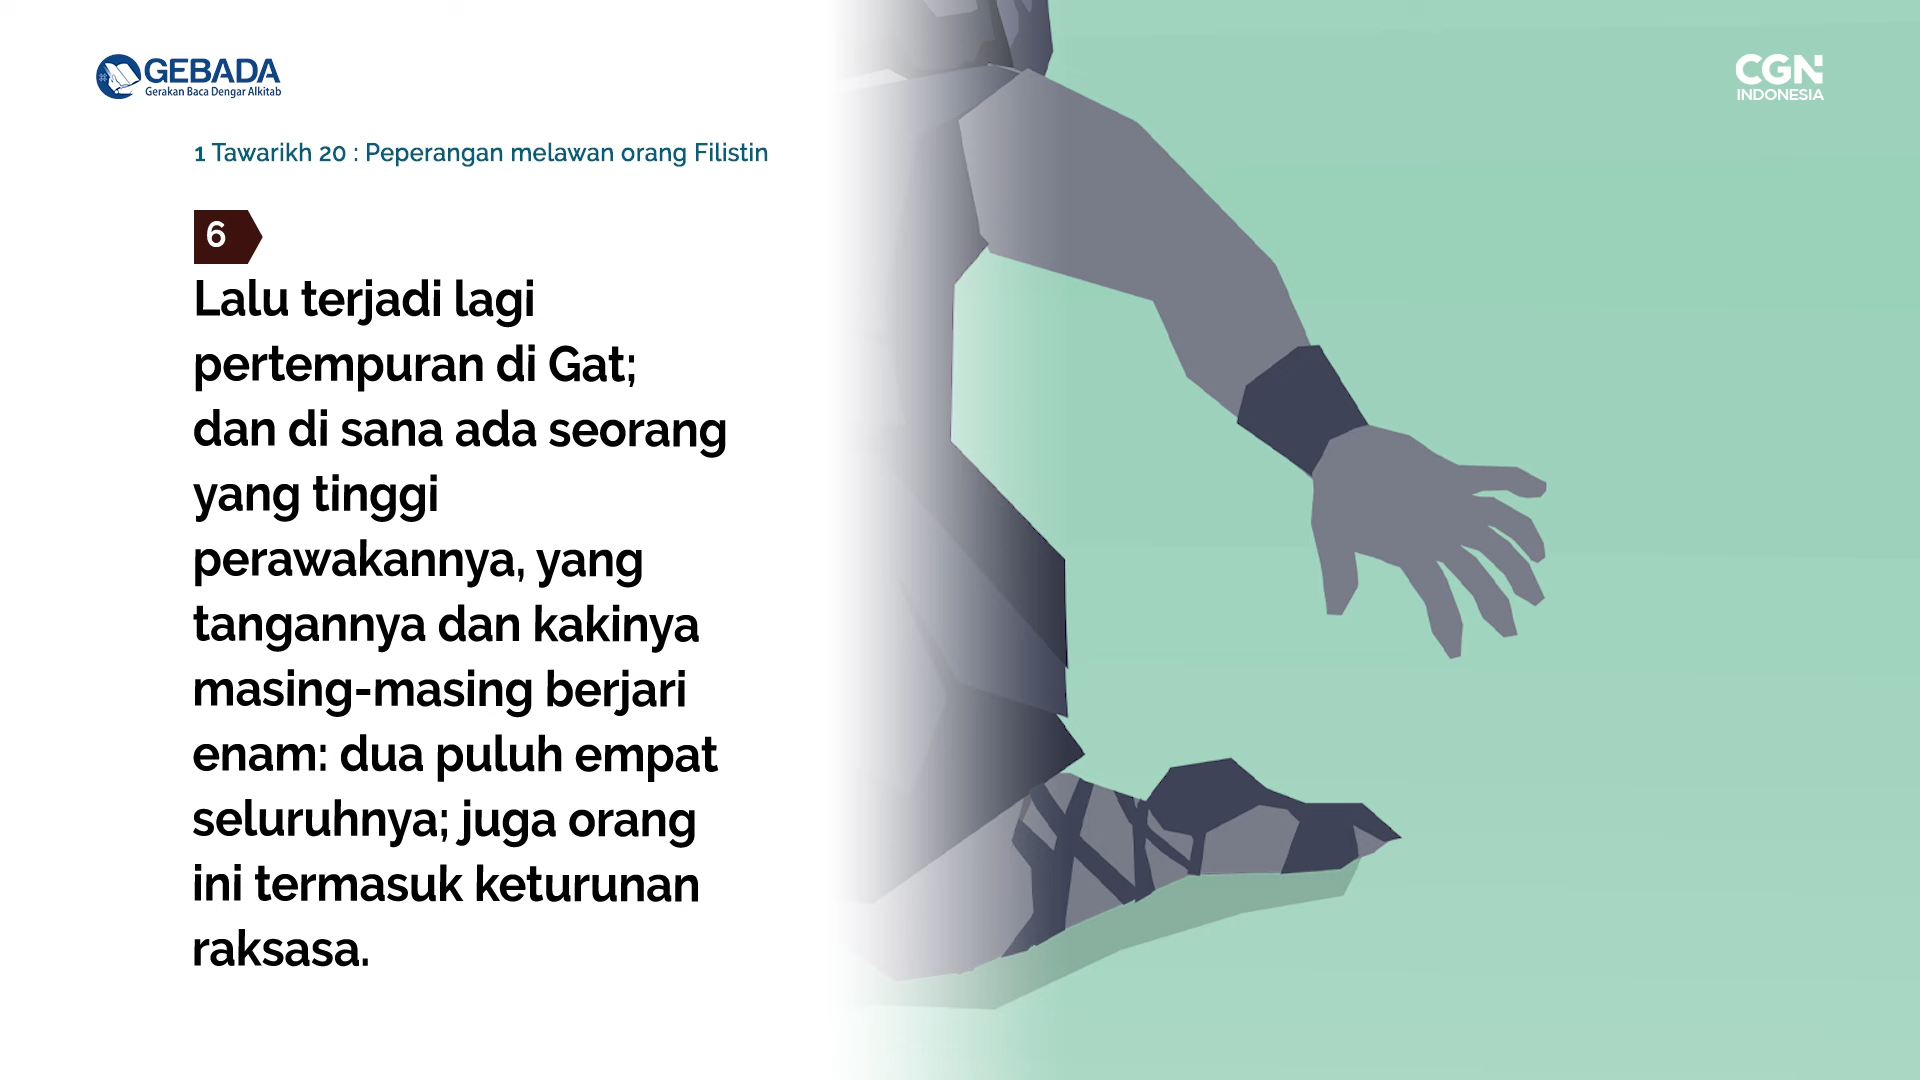 GEBADA
Gerakan Baca Dengar Alkitab
CGN
INDONESIA
1 Tawarikh 20 : Peperangan melawan orang Filistin
6
Lalu terjadi lagi
pertempuran di Gat;
dan di sana ada seorang
yang tinggi
perawakannya, yang
tangannya dan kakinya
masing-masing berjari
enam: dua puluh empat
seluruhnya; juga orang
ini termasuk keturunan
raksasa.